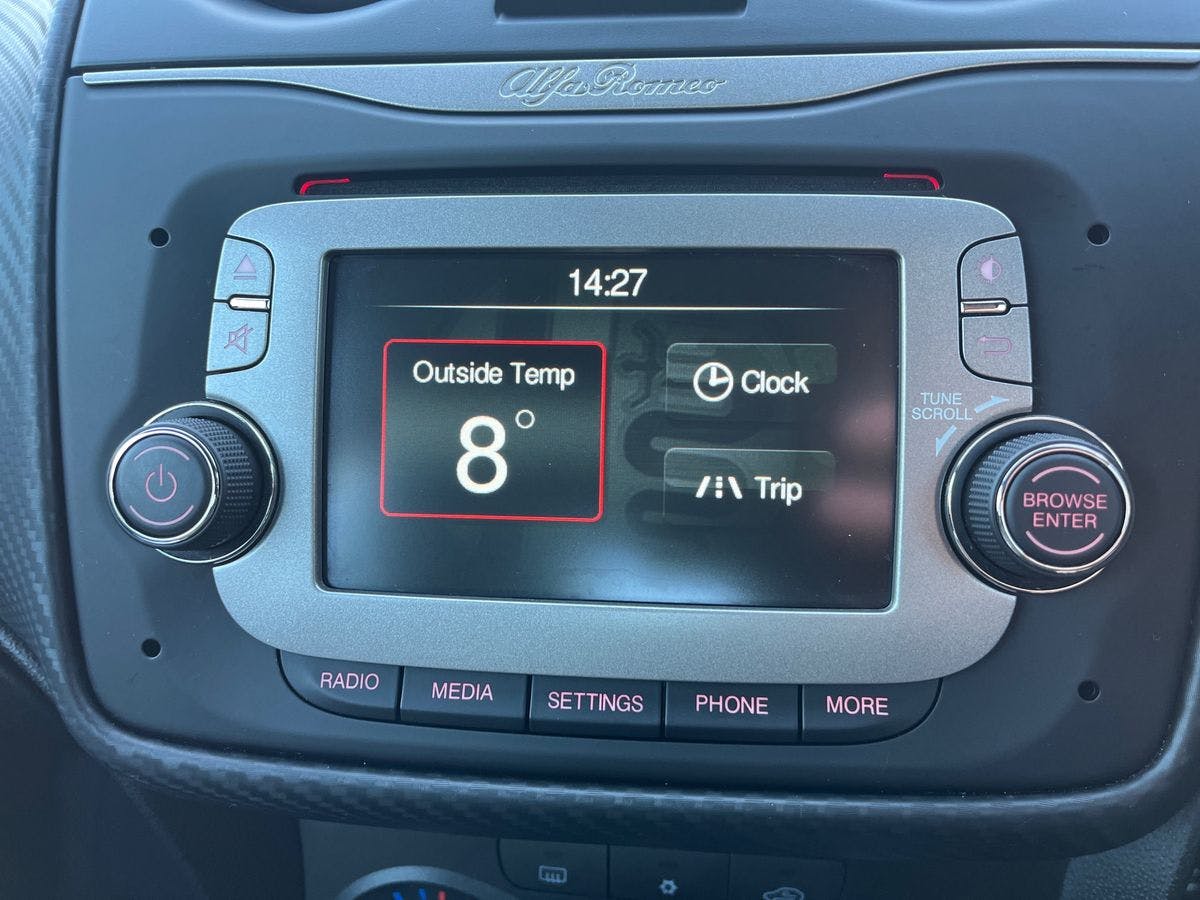 Alfa Romeo
14:27
Outside Temp
8°
Clock
Trip
TUNE
SCROLL
BROWSE
ENTER
RADIO
MEDIA
SETTINGS
PHONE
MORE